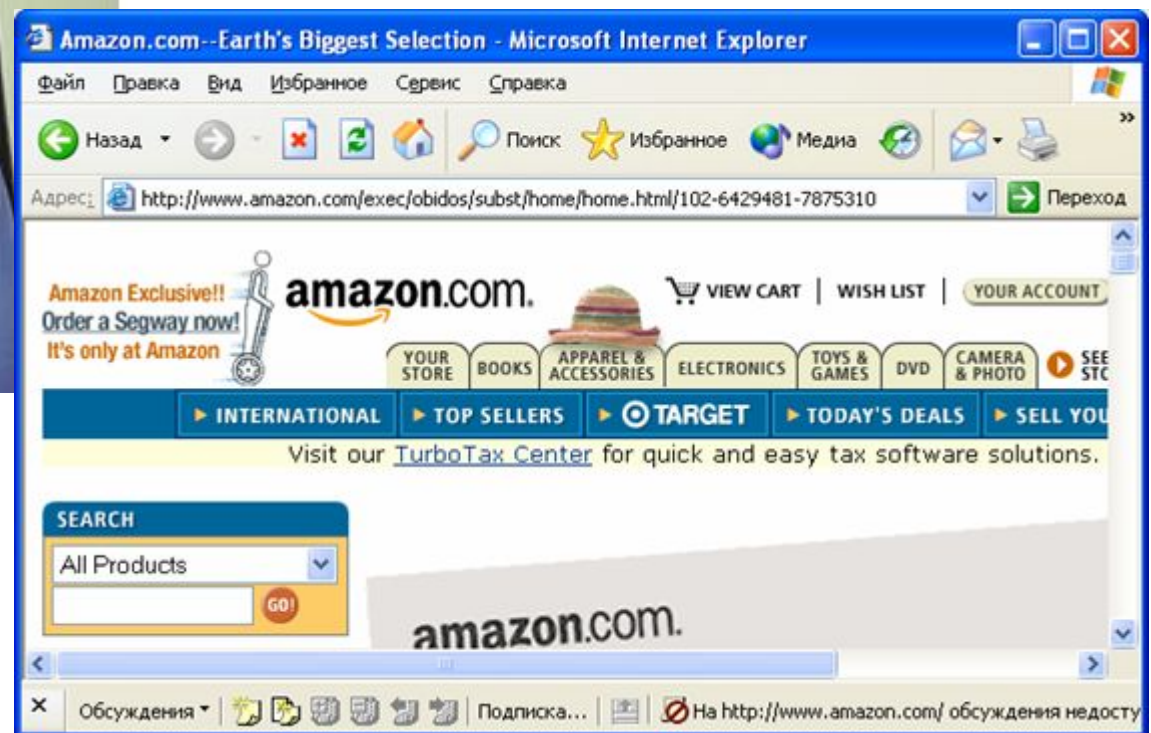 Amazon.com--Earth's Biggest Selection - Microsoft Internet Explorer
Файл Правка Вид Избранное Сервис Справка
Назад Поиск Избранное Медиа »
Адрес: http://www.amazon.com/exec/obidos/subst/home/home.html/102-6429481-7875310 Переход
Amazon Exclusive!!
Order a Segway now!
It's only at Amazon
amazon.com.
VIEW CART | WISH LIST | YOUR ACCOUNT
YOUR STORE BOOKS APPAREL & ACCESSORIES ELECTRONICS TOYS & GAMES DVD CAMERA & PHOTO SEE
INTERNATIONAL TOP SELLERS TARGET TODAY'S DEALS SELL YOU
Visit our TurboTax Center for quick and easy tax software solutions.
SEARCH
All Products
GO!
amazon.com.
Обсуждения Подписка... На http://www.amazon.com/ обсуждения недосту